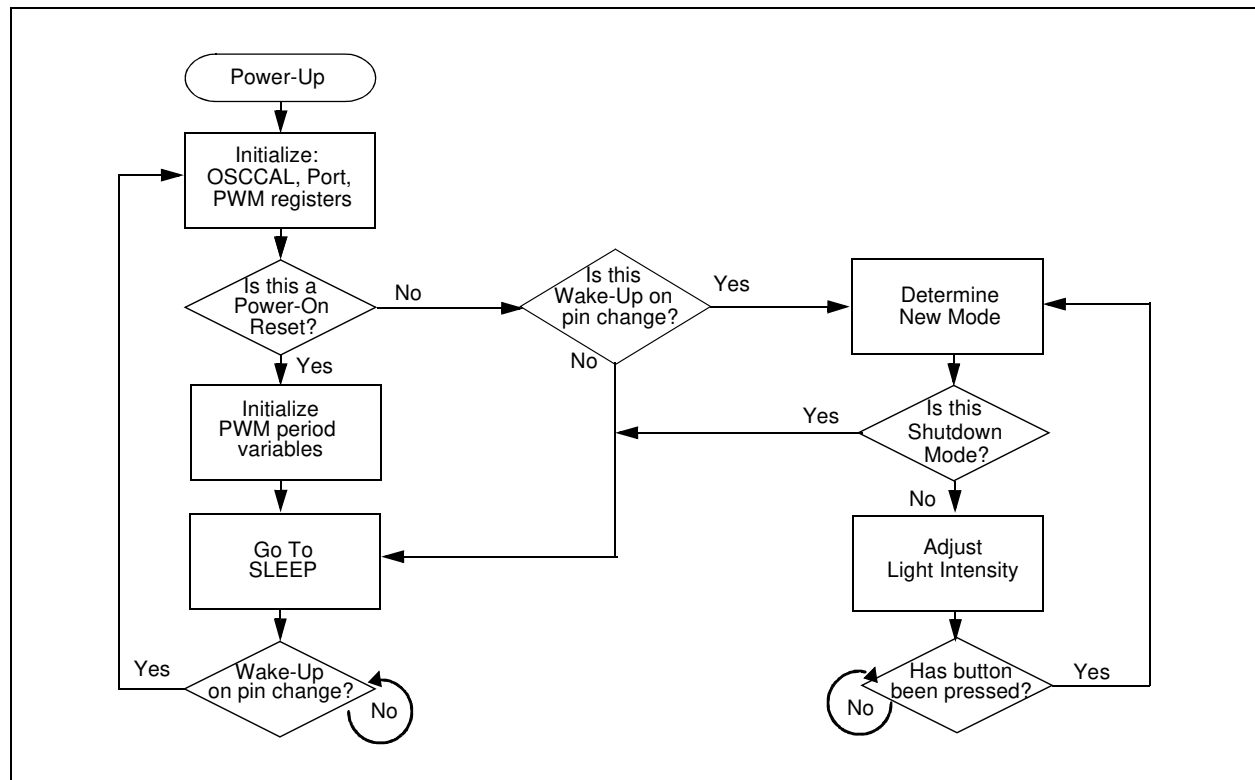 Power-Up
Initialize:
OSCCAL, Port,
PWM registers
Is this a
Power-On
Reset?
No
Yes
Is this
Wake-Up on
pin change?
Yes
No
Determine
New Mode
Initialize
PWM period
variables
Is this
Shutdown
Mode?
Yes
No
Go To
SLEEP
Adjust
Light Intensity
Wake-Up
on pin change?
Yes
No
Has button
been pressed?
Yes
No